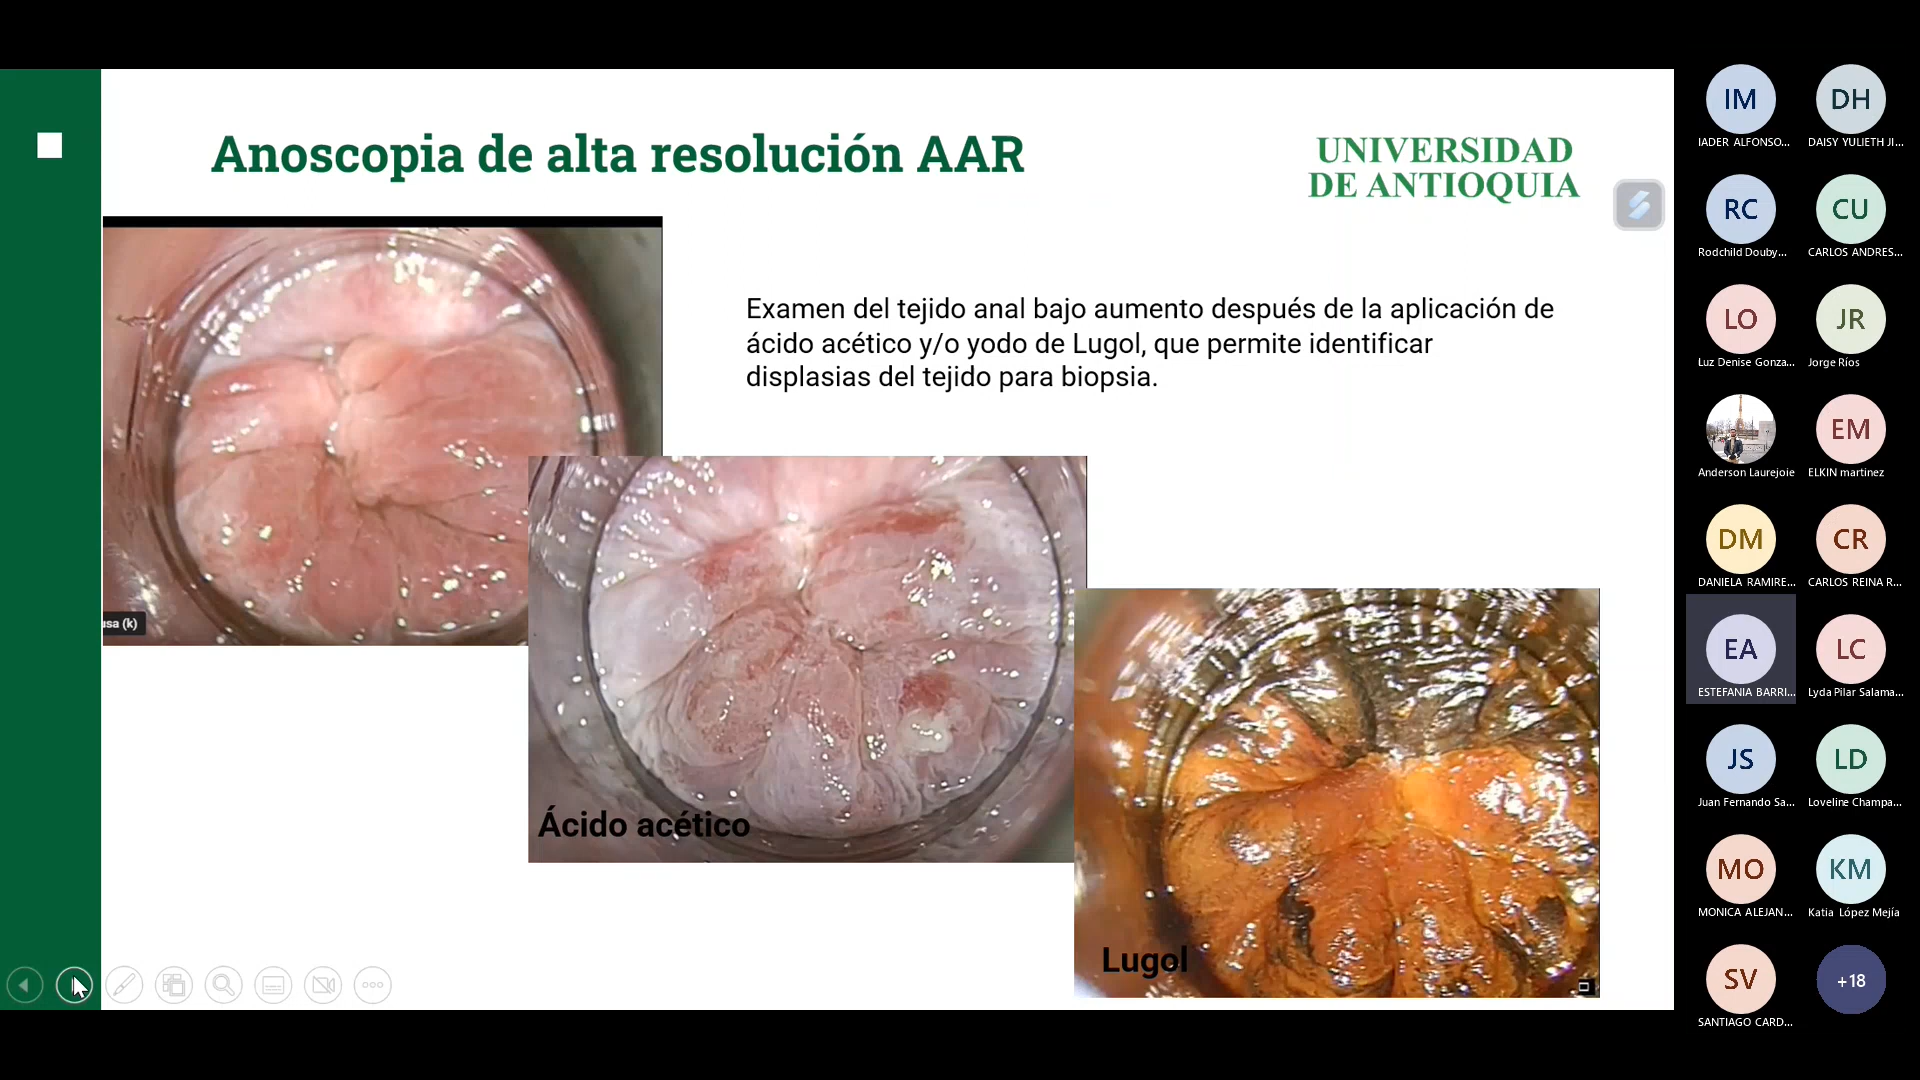 Anoscopia de alta resolución AAR
UNIVERSIDAD
DE ANTIOQUIA
Examen del tejido anal bajo aumento después de la aplicación de
ácido acético y/o yodo de Lugol, que permite identificar
displasias del tejido para biopsia.
usa (k)
Ácido acético
Lugol
IM
IADER ALFONSO...
DH
DAISY YULIETH JI...
RC
Rodchild Douby...
CU
CARLOS ANDRES...
LO
Luz Denise Gonza...
JR
Jorge Ríos
Anderson Laurejoie
EM
ELKIN martinez
DM
DANIELA RAMIRE...
CR
CARLOS REINA R...
EA
ESTEFANIA BARRI...
LC
Lyda Pilar Salama...
JS
Juan Fernando Sa...
LD
Loveline Champa...
MO
MONICA ALEJAN...
KM
Katia López Mejía
SV
SANTIAGO CARD...
+18